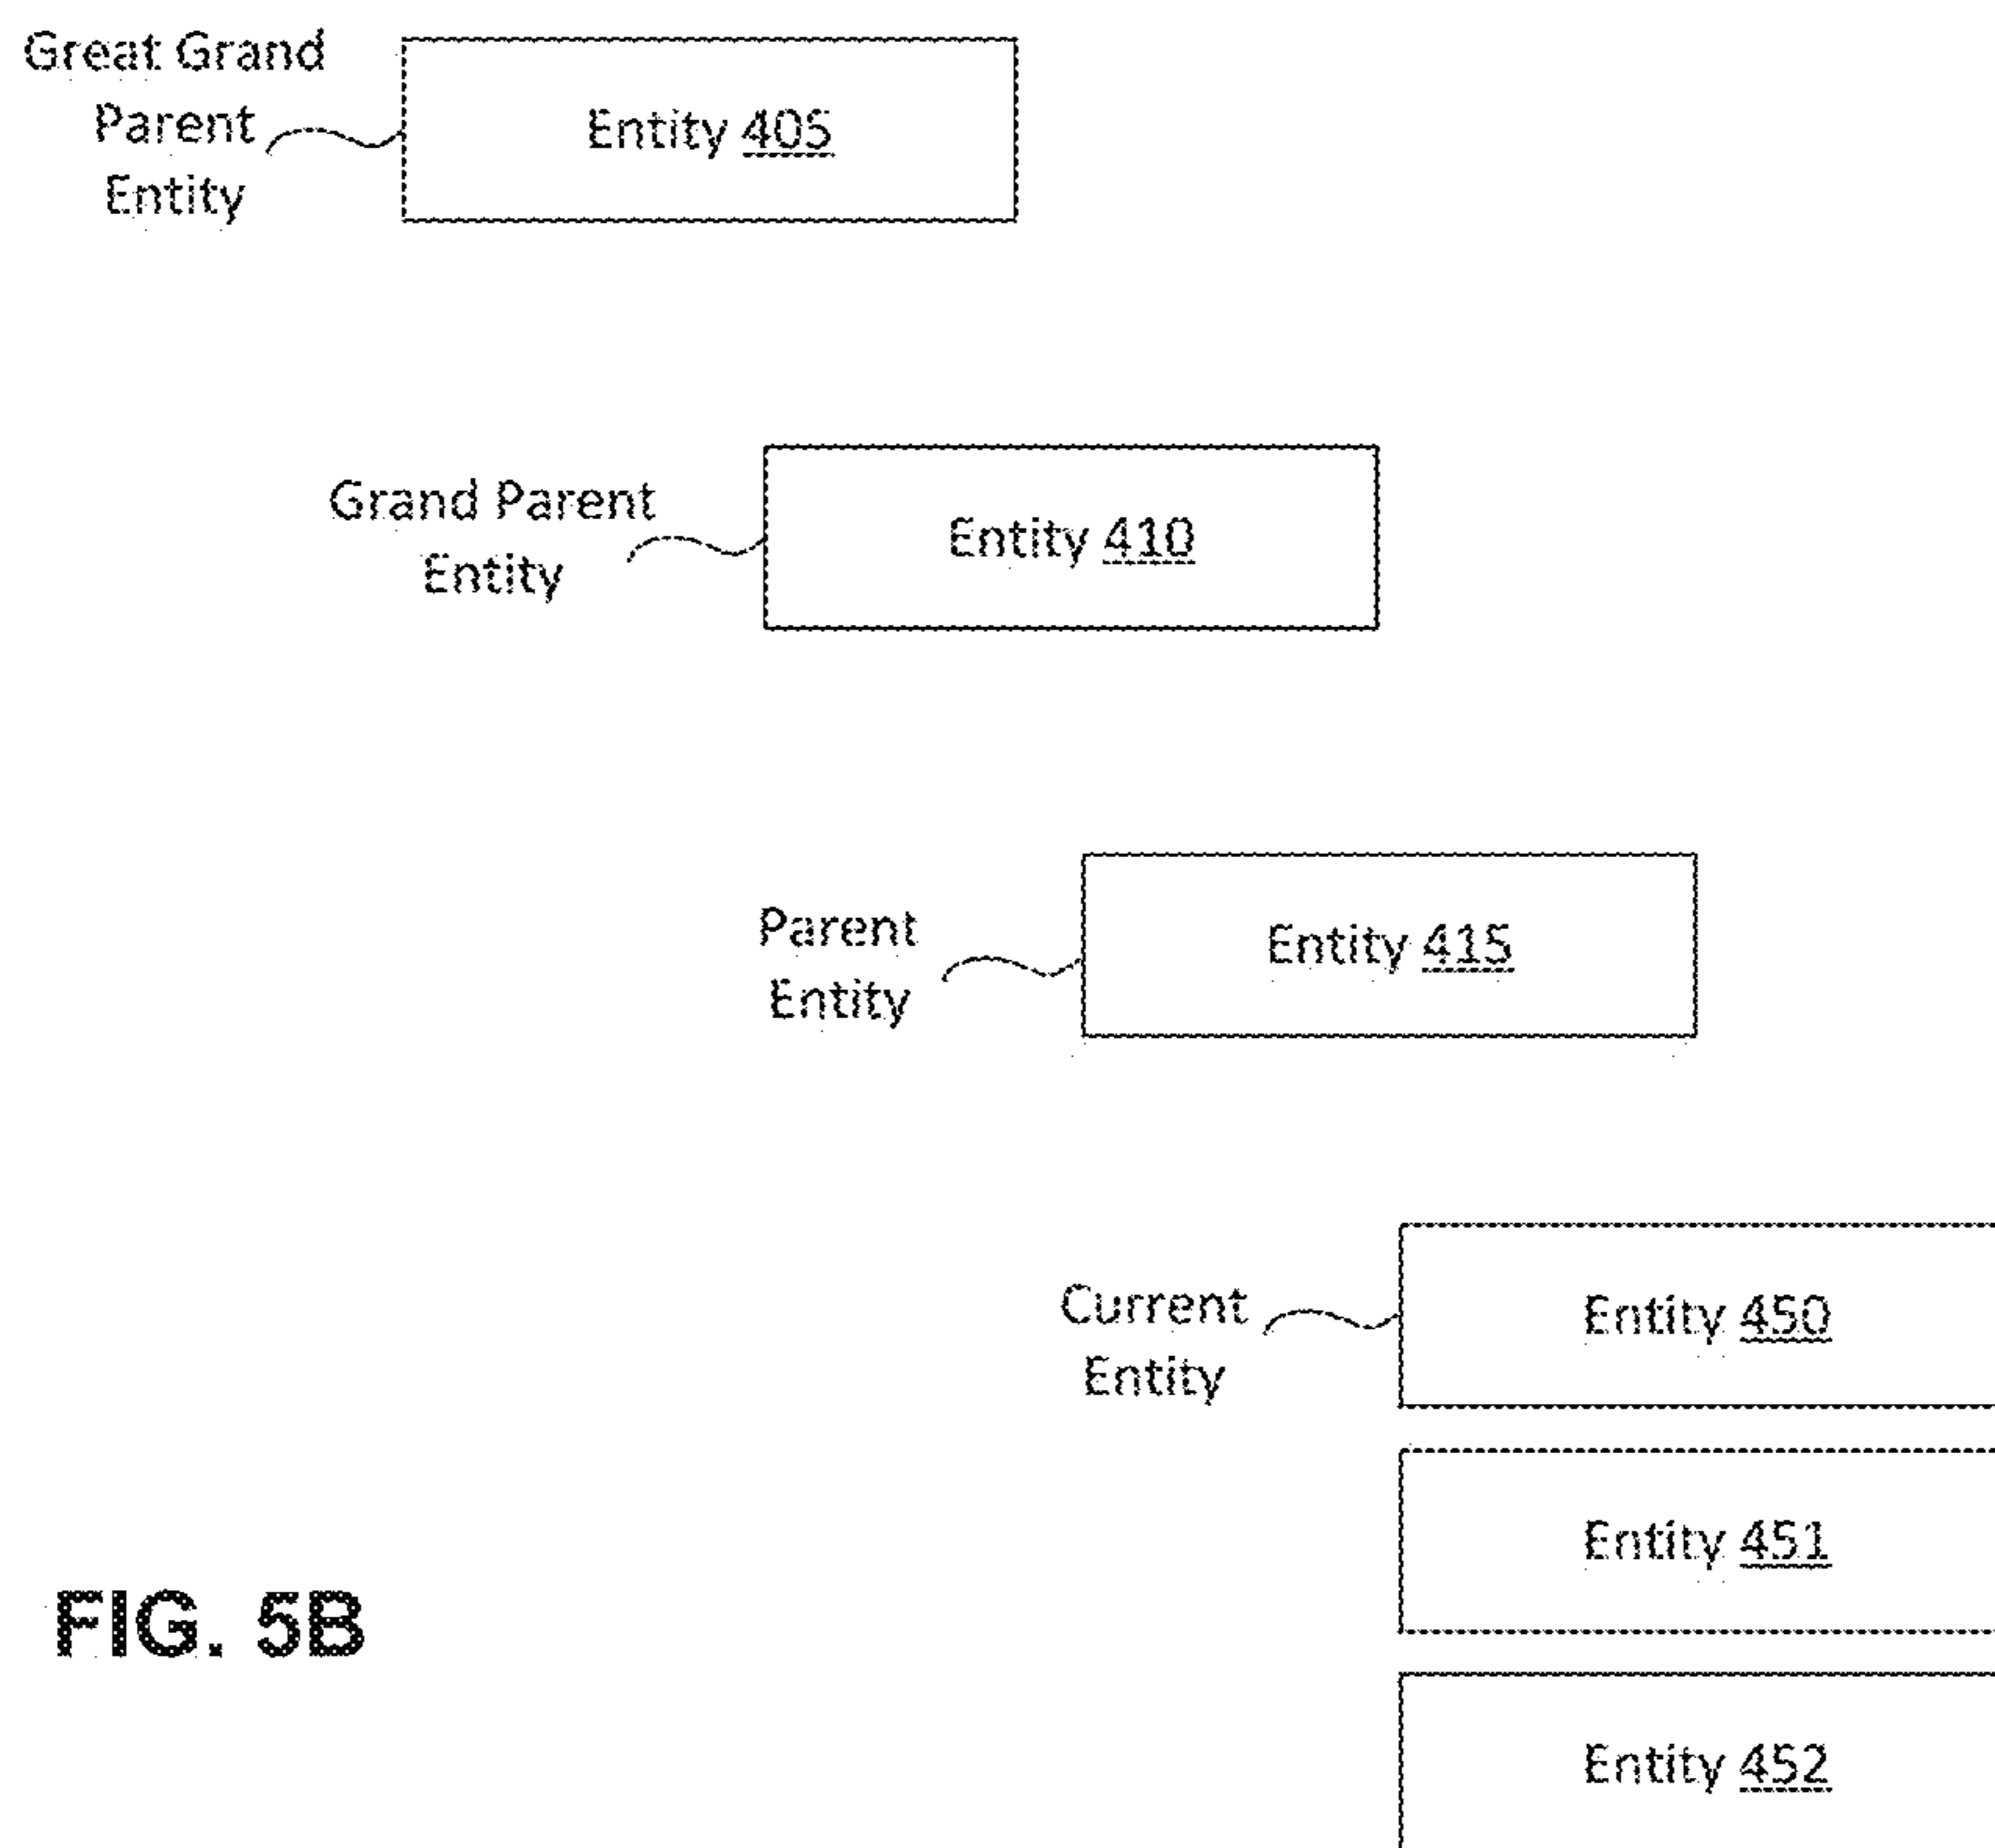 Great Grand
Parent
Entity
Entity 405
Grand Parent
Entity
Entity 410
Parent
Entity
Entity 415
Current
Entity
Entity 450
Entity 451
Entity 452
FIG. 5B